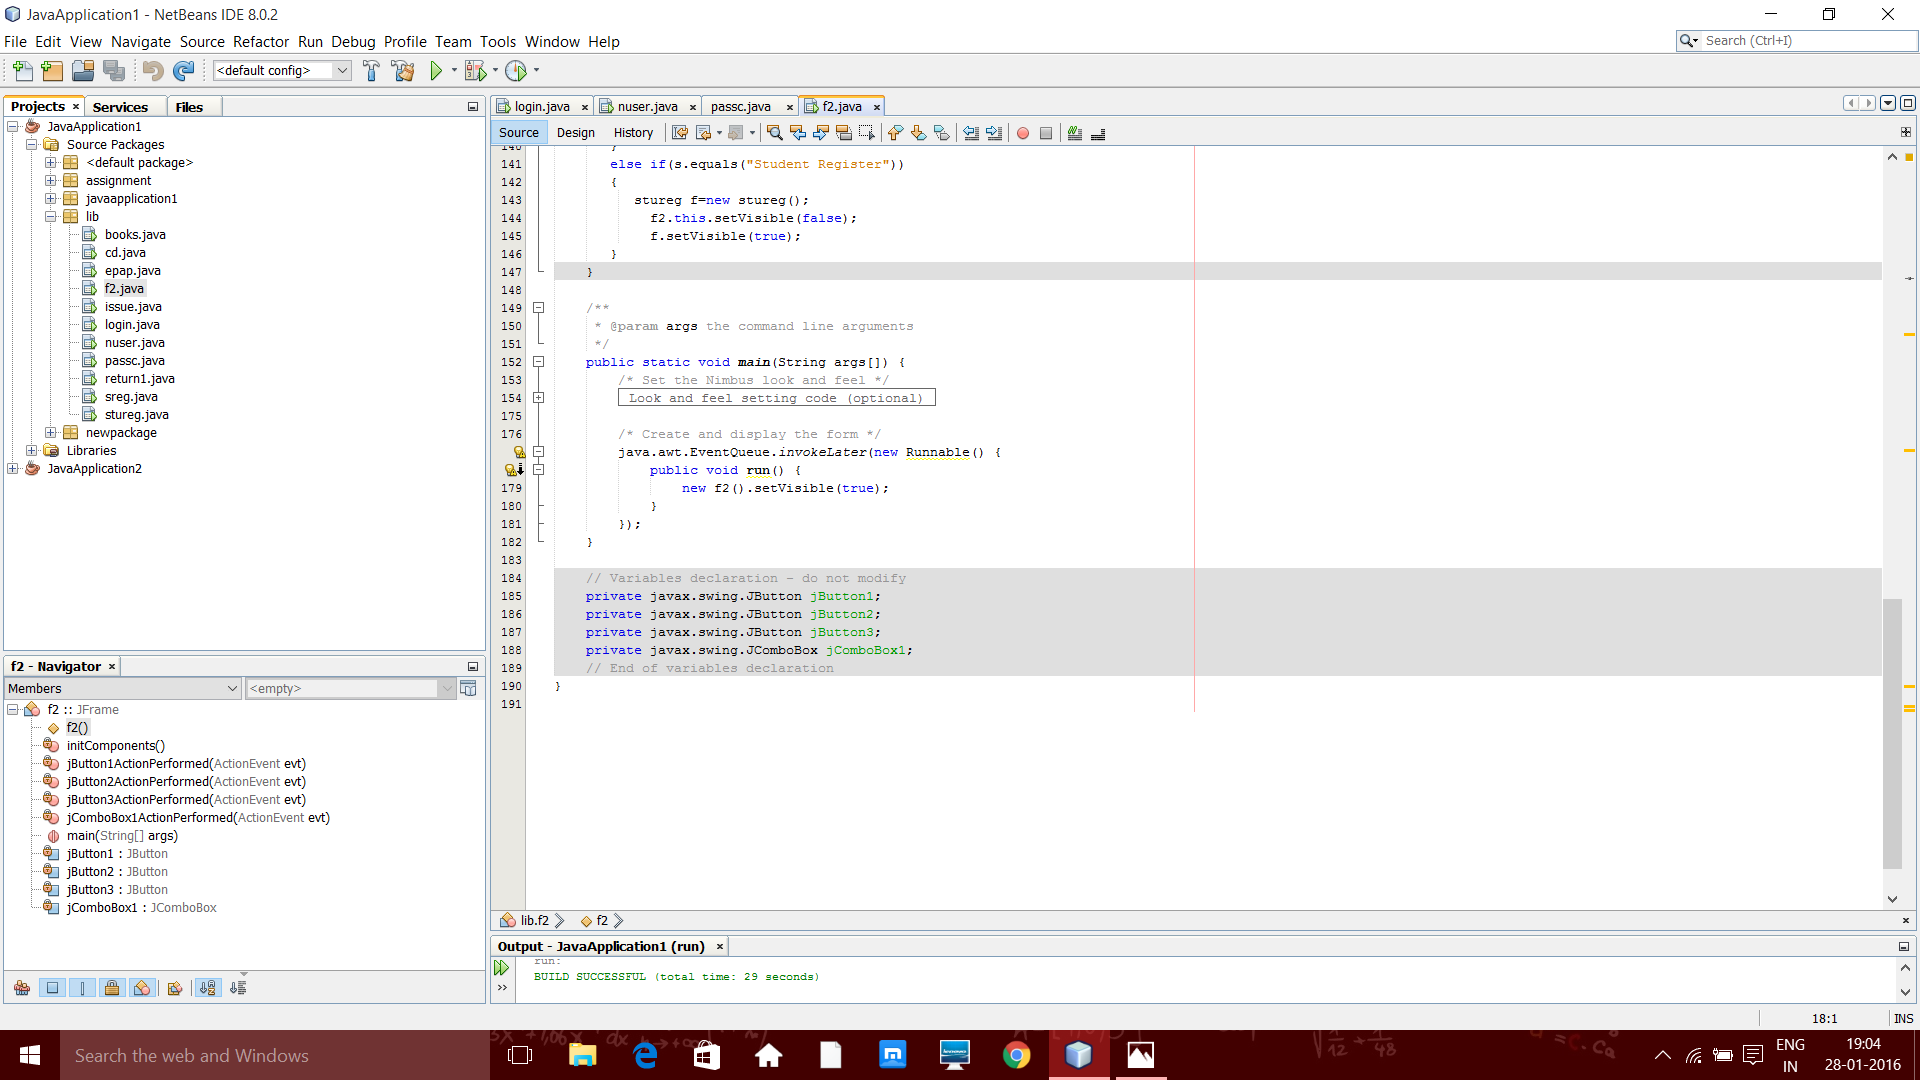 JavaApplication1 - NetBeans IDE 8.0.2
File Edit View Navigate Source Refactor Run Debug Profile Team Tools Window Help
Search (Ctrl+I)
<default config>
Projects × Services Files
JavaApplication1
Source Packages
<default package>
assignment
javaapplication1
lib
books.java
cd.java
epap.java
f2.java
issue.java
login.java
nuser.java
passc.java
return1.java
sreg.java
stureg.java
newpackage
Libraries
JavaApplication2
f2 - Navigator ×
Members
<empty>
f2 :: JFrame
f2()
initComponents()
jButton1ActionPerformed(ActionEvent evt)
jButton2ActionPerformed(ActionEvent evt)
jButton3ActionPerformed(ActionEvent evt)
jComboBox1ActionPerformed(ActionEvent evt)
main(String[] args)
jButton1 : JButton
jButton2 : JButton
jButton3 : JButton
jComboBox1 : JComboBox
login.java × nuser.java × passc.java × f2.java ×
Source Design History
140 }
141 else if(s.equals("Student Register"))
142 {
143 stureg f=new stureg();
144 f2.this.setVisible(false);
145 f.setVisible(true);
146 }
147 }
148
149 /**
150 * @param args the command line arguments
151 */
152 public static void main(String args[]) {
153 /* Set the Nimbus look and feel */
154 Look and feel setting code (optional)
175
176 /* Create and display the form */
java.awt.EventQueue.invokeLater(new Runnable() {
public void run() {
179 new f2().setVisible(true);
180 }
181 });
182 }
183
184 // Variables declaration - do not modify
185 private javax.swing.JButton jButton1;
186 private javax.swing.JButton jButton2;
187 private javax.swing.JButton jButton3;
188 private javax.swing.JComboBox jComboBox1;
189 // End of variables declaration
190 }
191
lib.f2 f2
Output - JavaApplication1 (run) ×
run:
BUILD SUCCESSFUL (total time: 29 seconds)
18:1 INS
Search the web and Windows
ENG
IN
19:04
28-01-2016